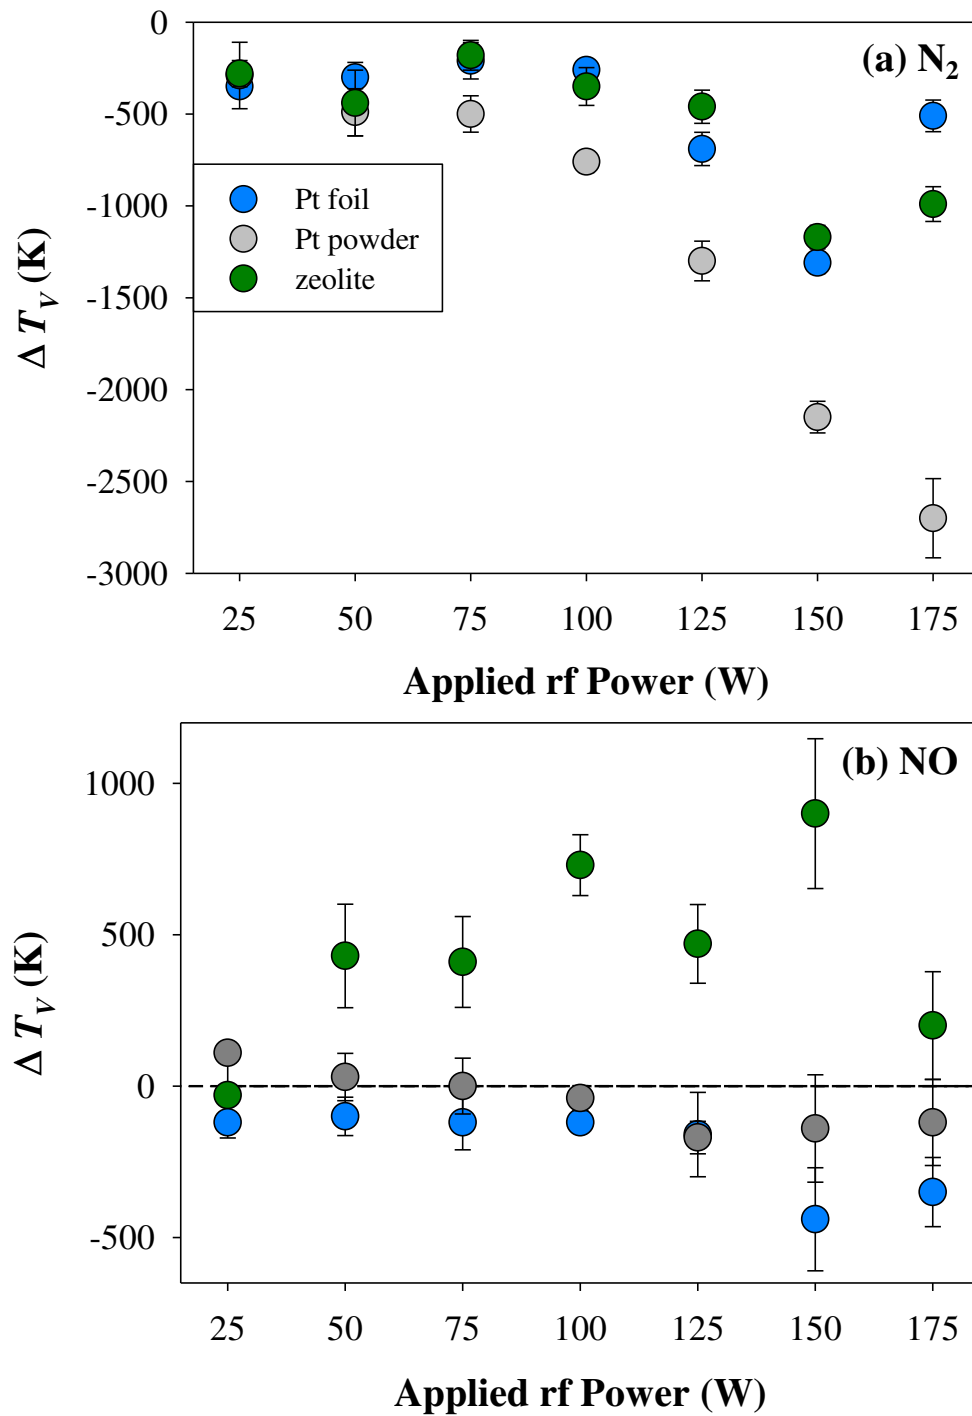 (a) N2
0
-500
-1000
-1500
-2000
-2500
-3000
Δ TV (K)
Pt foil
Pt powder
zeolite
25 50 75 100 125 150 175
Applied rf Power (W)
(b) NO
1000
500
0
-500
Δ TV (K)
25 50 75 100 125 150 175
Applied rf Power (W)